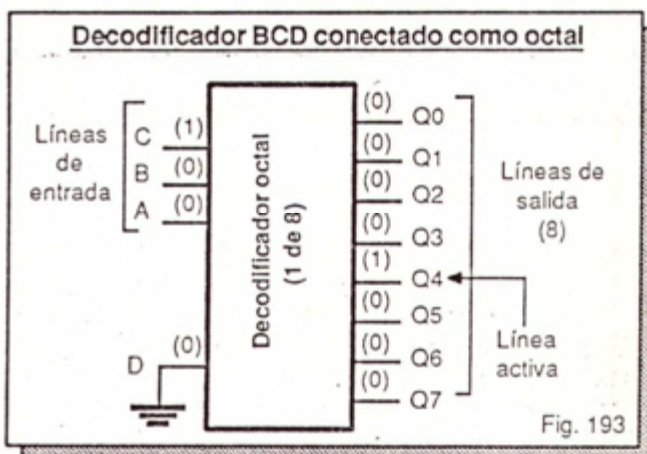 Decodificador BCD conectado como octal
Líneas
de
entrada
C (1)
B (0)
A (0)
D (0)
Decodificador octal
(1 de 8)
(0) Q0
(0) Q1
(0) Q2
(0) Q3
(1) Q4
(0) Q5
(0) Q6
(0) Q7
Líneas de
salida
(8)
Línea
activa
Fig. 193